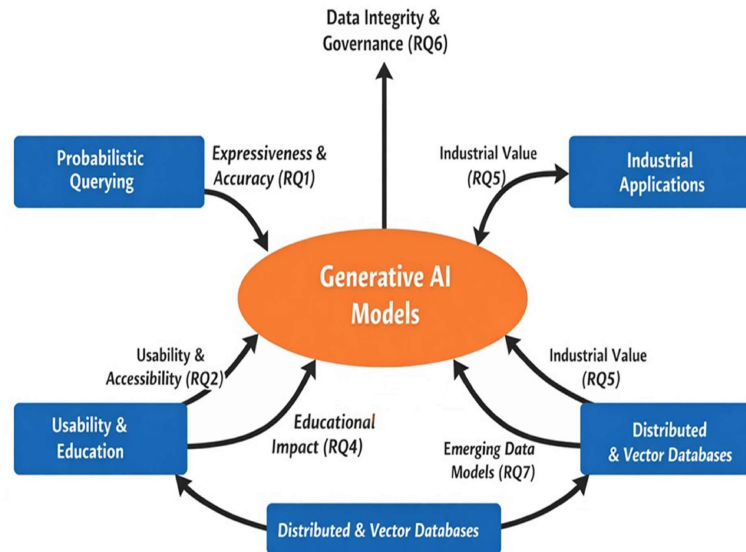 Data Integrity &
Governance (RQ6)
Probabilistic
Querying
Expressiveness &
Accuracy (RQ1)
Industrial Value
(RQ5)
Industrial
Applications
Generative AI
Models
Usability &
Accessibility (RQ2)
Industrial Value
(RQ5)
Usability &
Education
Educational
Impact (RQ4)
Emerging Data
Models (RQ7)
Distributed
& Vector Databases
Distributed & Vector Databases